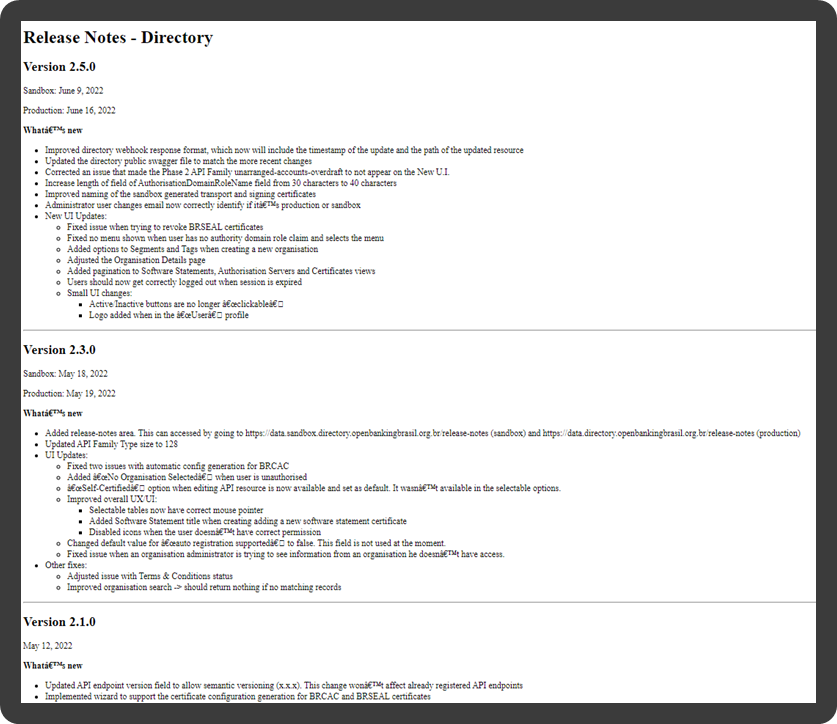 Release Notes - Directory
Version 2.5.0
Sandbox: June 9, 2022
Production: June 16, 2022
Whatâ€™s new
Improved directory webhook response format, which now will include the timestamp of the update and the path of the updated resource
Updated the directory public swagger file to match the more recent changes
Corrected an issue that made the Phase 2 API Family unarranged-accounts-overdraft to not appear on the New U.I.
Increase length of field of AuthorisationDomainRoleName field from 30 characters to 40 characters
Improved naming of the sandbox generated transport and signing certificates
Administrator user changes email now correctly identify if itâ€™s production or sandbox
New UI Updates:
Fixed issue when trying to revoke BRSEAL certificates
Fixed no menu shown when user has no authority domain role claim and selects the menu
Added options to Segments and Tags when creating a new organisation
Adjusted the Organisation Details page
Added pagination to Software Statements, Authorisation Servers and Certificates views
Users should now get correctly logged out when session is expired
Small UI changes:
Active/Inactive buttons are no longer â€œclickableâ€□
Logo added when in the â€œUserâ€□ profile
Version 2.3.0
Sandbox: May 18, 2022
Production: May 19, 2022
Whatâ€™s new
Added release-notes area. This can accessed by going to https://data.sandbox.directory.openbankingbrasil.org.br/release-notes (sandbox) and https://data.directory.openbankingbrasil.org.br/release-notes (production)
Updated API Family Type size to 128
UI Updates:
Fixed two issues with automatic config generation for BRCAC
Added â€œNo Organisation Selectedâ€□ when user is unauthorised
â€œSelf-Certifiedâ€□ option when editing API resource is now available and set as default. It wasnâ€™t available in the selectable options.
Improved overall UX/UI:
Selectable tables now have correct mouse pointer
Added Software Statement title when creating adding a new software statement certificate
Disabled icons when the user doesnâ€™t have correct permission
Changed default value for â€œauto registration supportedâ€□ to false. This field is not used at the moment.
Fixed issue when an organisation administrator is trying to see information from an organisation he doesnâ€™t have access.
Other fixes:
Adjusted issue with Terms & Conditions status
Improved organisation search -> should return nothing if no matching records
Version 2.1.0
May 12, 2022
Whatâ€™s new
Updated API endpoint version field to allow semantic versioning (x.x.x). This change wonâ€™t affect already registered API endpoints
Implemented wizard to support the certificate configuration generation for BRCAC and BRSEAL certificates